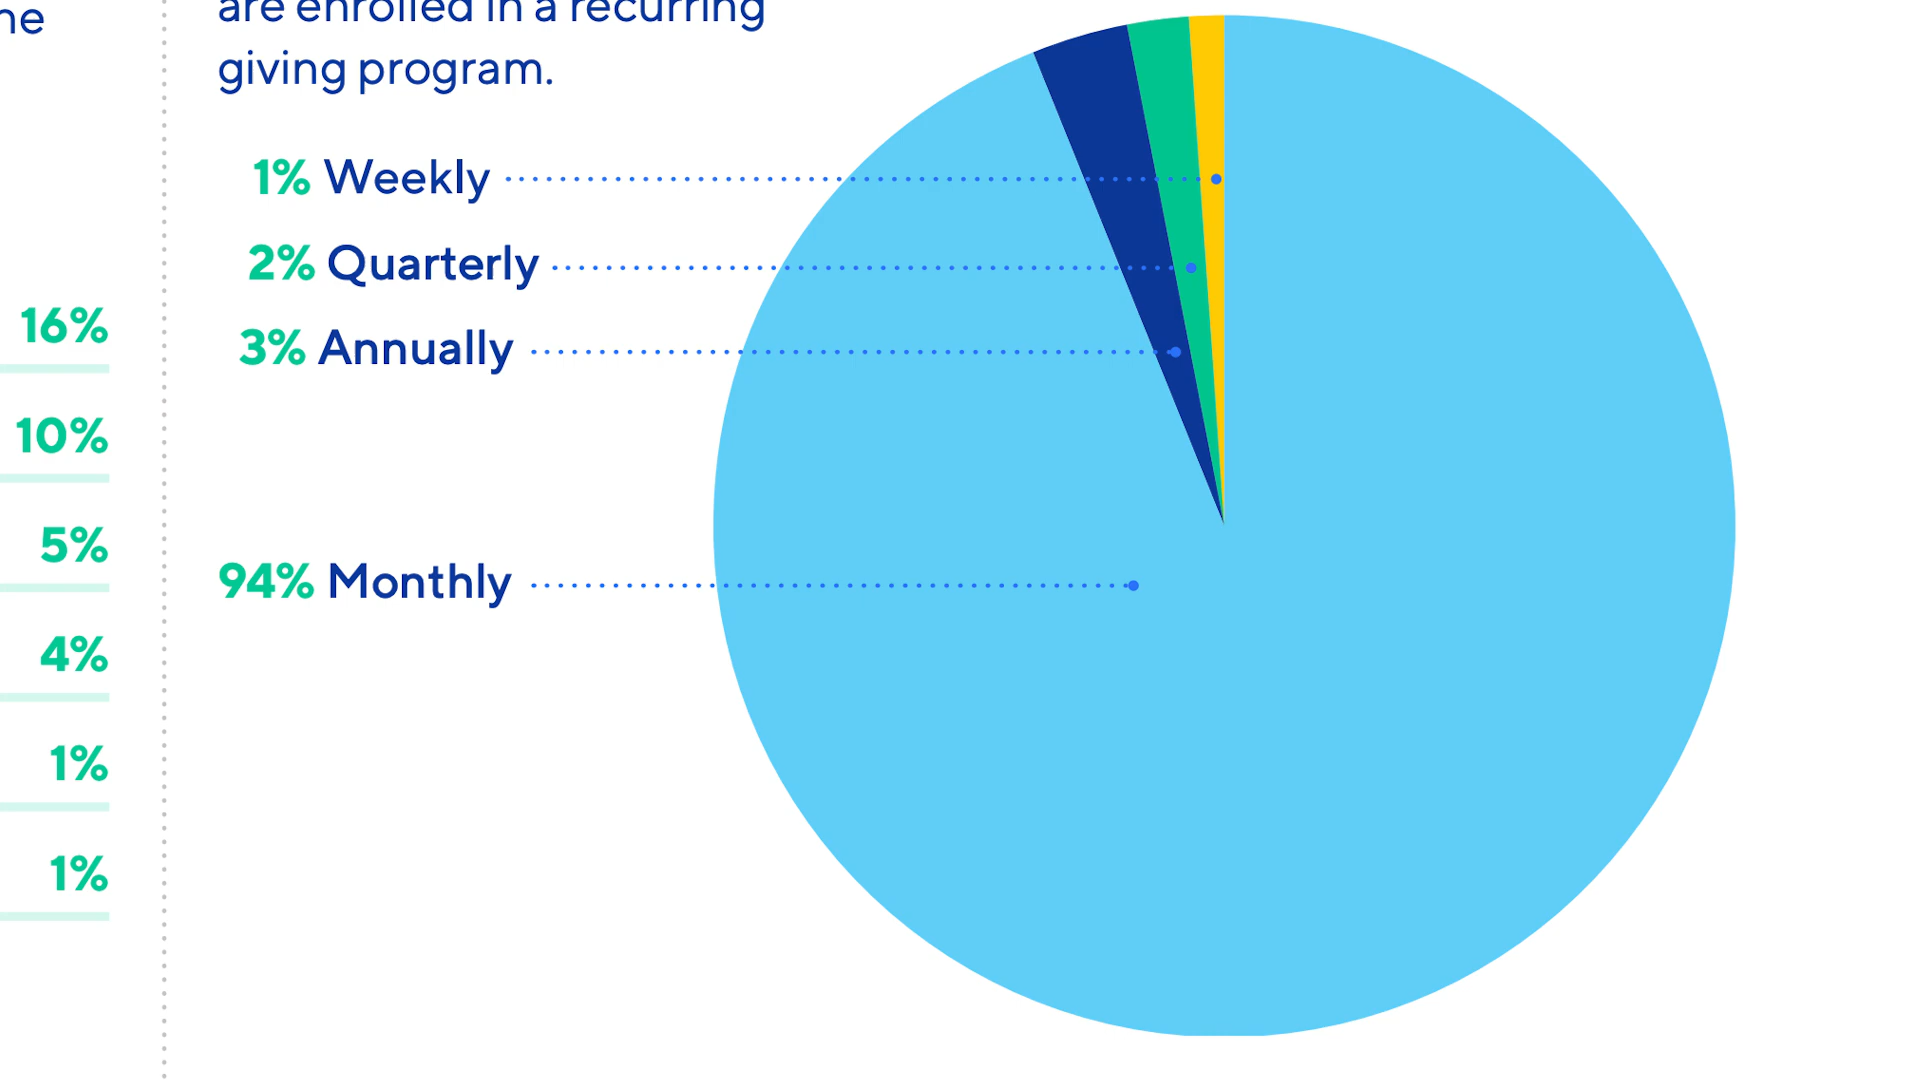 are enrolled in a recurring
giving program.
1% Weekly
2% Quarterly
3% Annually
94% Monthly
16%
10%
5%
4%
1%
1%